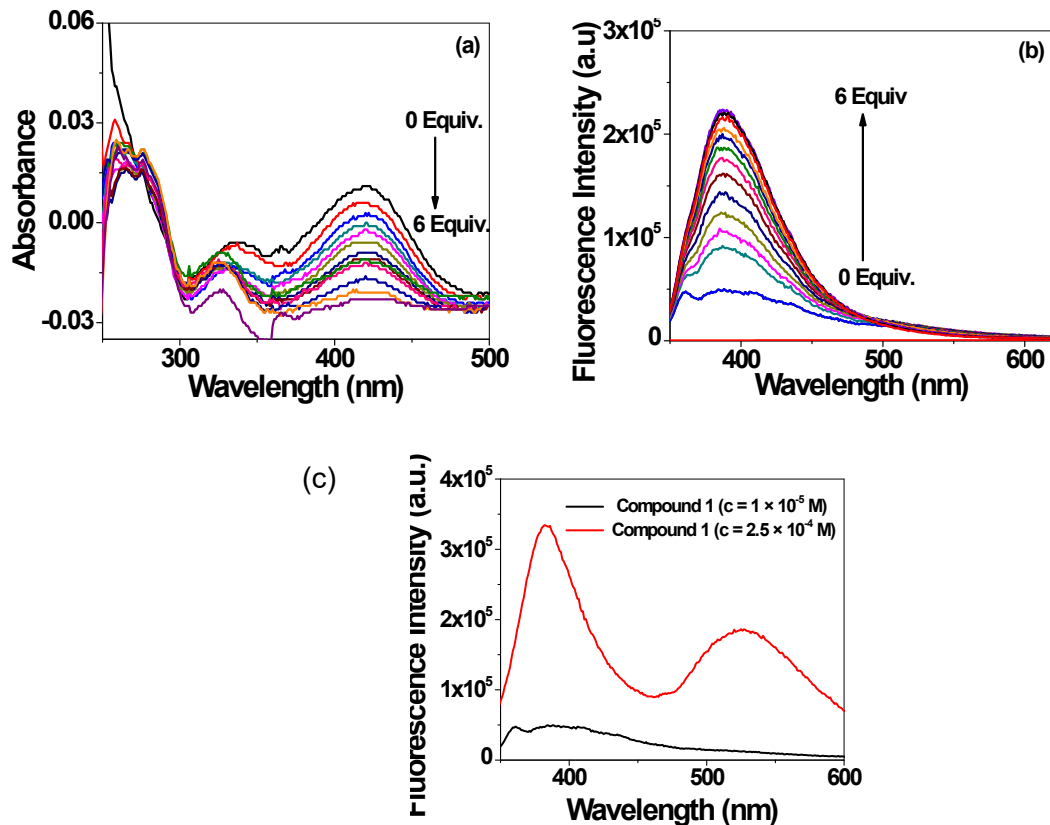 (a)
0.06
0.03
0.00
-0.03
Absorbance
0 Equiv.
6 Equiv.
300
400
500
Wavelength (nm)
(b)
3x10⁵
2x10⁵
1x10⁵
0
Fluorescence Intensity (a.u)
6 Equiv
0 Equiv.
400
500
600
Wavelength (nm)
(c)
4x10⁵
3x10⁵
2x10⁵
1x10⁵
0
Fluorescence Intensity (a.u.)
Compound 1 (c = 1 × 10⁻⁵ M)
Compound 1 (c = 2.5 × 10⁻⁴ M)
400
500
600
Wavelength (nm)